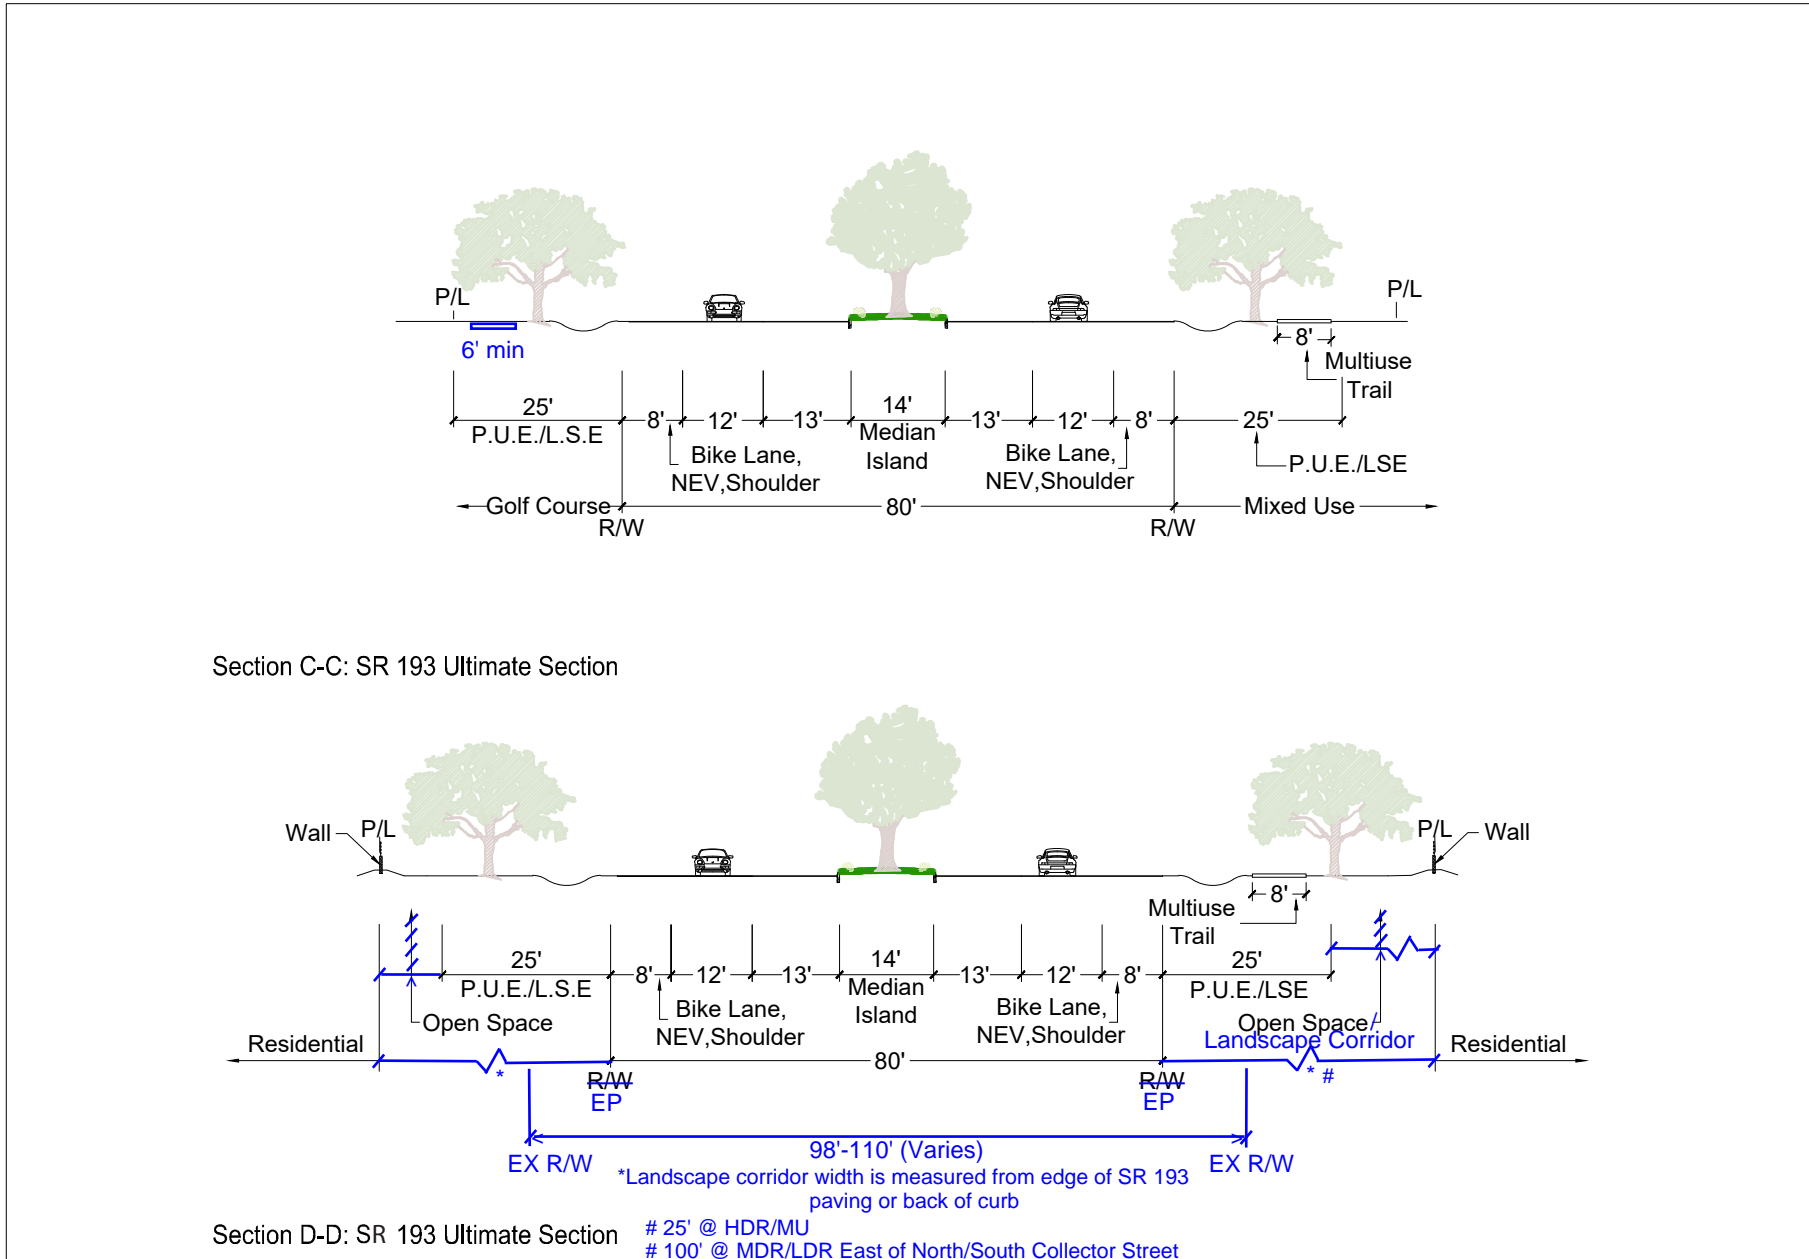 P/L
P/L
6' min
8'
Multiuse
Trail
25'
P.U.E./L.S.E
8'
12'
13'
14'
Median
Island
13'
12'
8'
25'
Bike Lane,
NEV,Shoulder
Bike Lane,
NEV,Shoulder
P.U.E./LSE
Golf Course
80'
Mixed Use
R/W
R/W
Section C-C: SR 193 Ultimate Section
Wall
P/L
P/L
Wall
8'
Multiuse
Trail
25'
P.U.E./L.S.E
8'
12'
13'
14'
Median
Island
13'
12'
8'
25'
P.U.E./LSE
Bike Lane,
NEV,Shoulder
Bike Lane,
NEV,Shoulder
Open Space
Open Space/
Landscape Corridor
Residential
80'
Residential
*
* #
R/W
EP
R/W
EP
98'-110' (Varies)
EX R/W
EX R/W
*Landscape corridor width is measured from edge of SR 193
paving or back of curb
Section D-D: SR 193 Ultimate Section
# 25' @ HDR/MU
# 100' @ MDR/LDR East of North/South Collector Street